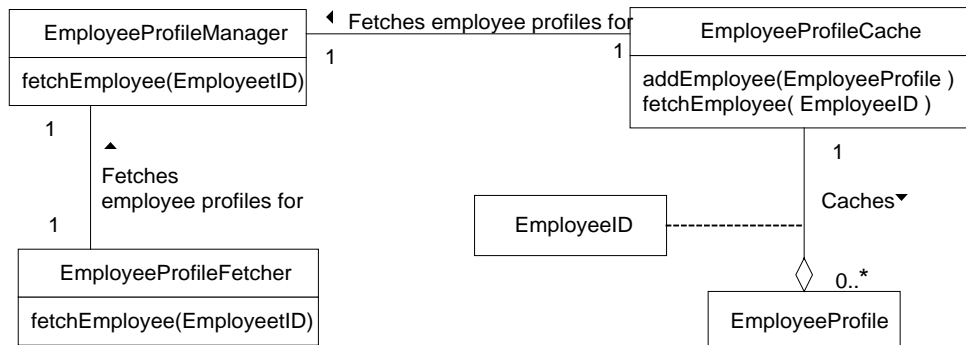 EmployeeProfileManager
fetchEmployee(EmployeetID)
Fetches employee profiles for
1
1
EmployeeProfileCache
addEmployee(EmployeeProfile )
fetchEmployee( EmployeeID )
1
Fetches
employee profiles for
1
EmployeeProfileFetcher
fetchEmployee(EmployeetID)
1
Caches
EmployeeID
0..*
EmployeeProfile